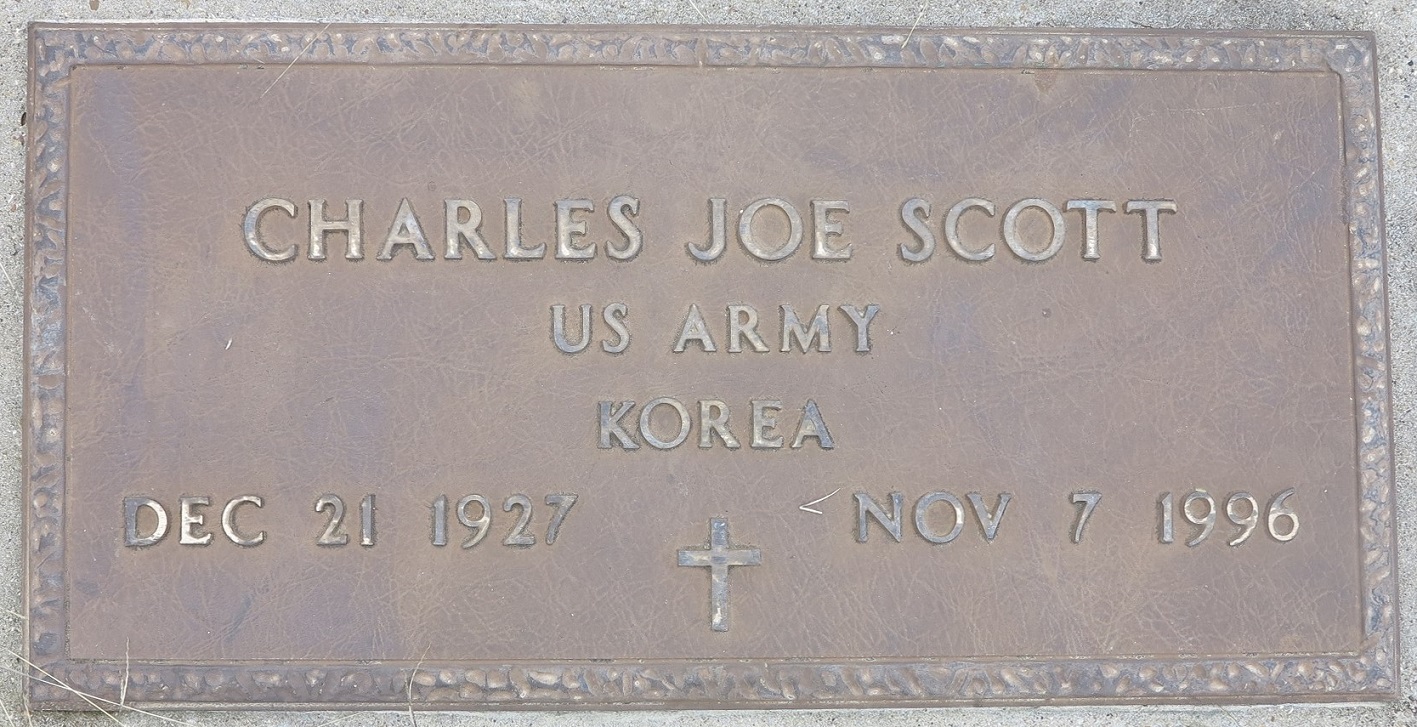 CHARLES JOE SCOTT
US ARMY
KOREA
DEC 21 1927 NOV 7 1996